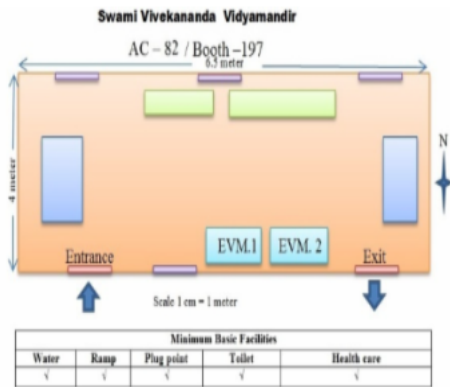 Swami Vivekananda Vidyamandir
AC – 82 / Booth –197
6.5 meter
4 meter
N
EVM.1 EVM. 2
Entrance Exit
Scale 1 cm = 1 meter
Minimum Basic Facilities
Water Ramp Plug point Toilet Health care
√ √ √ √ √